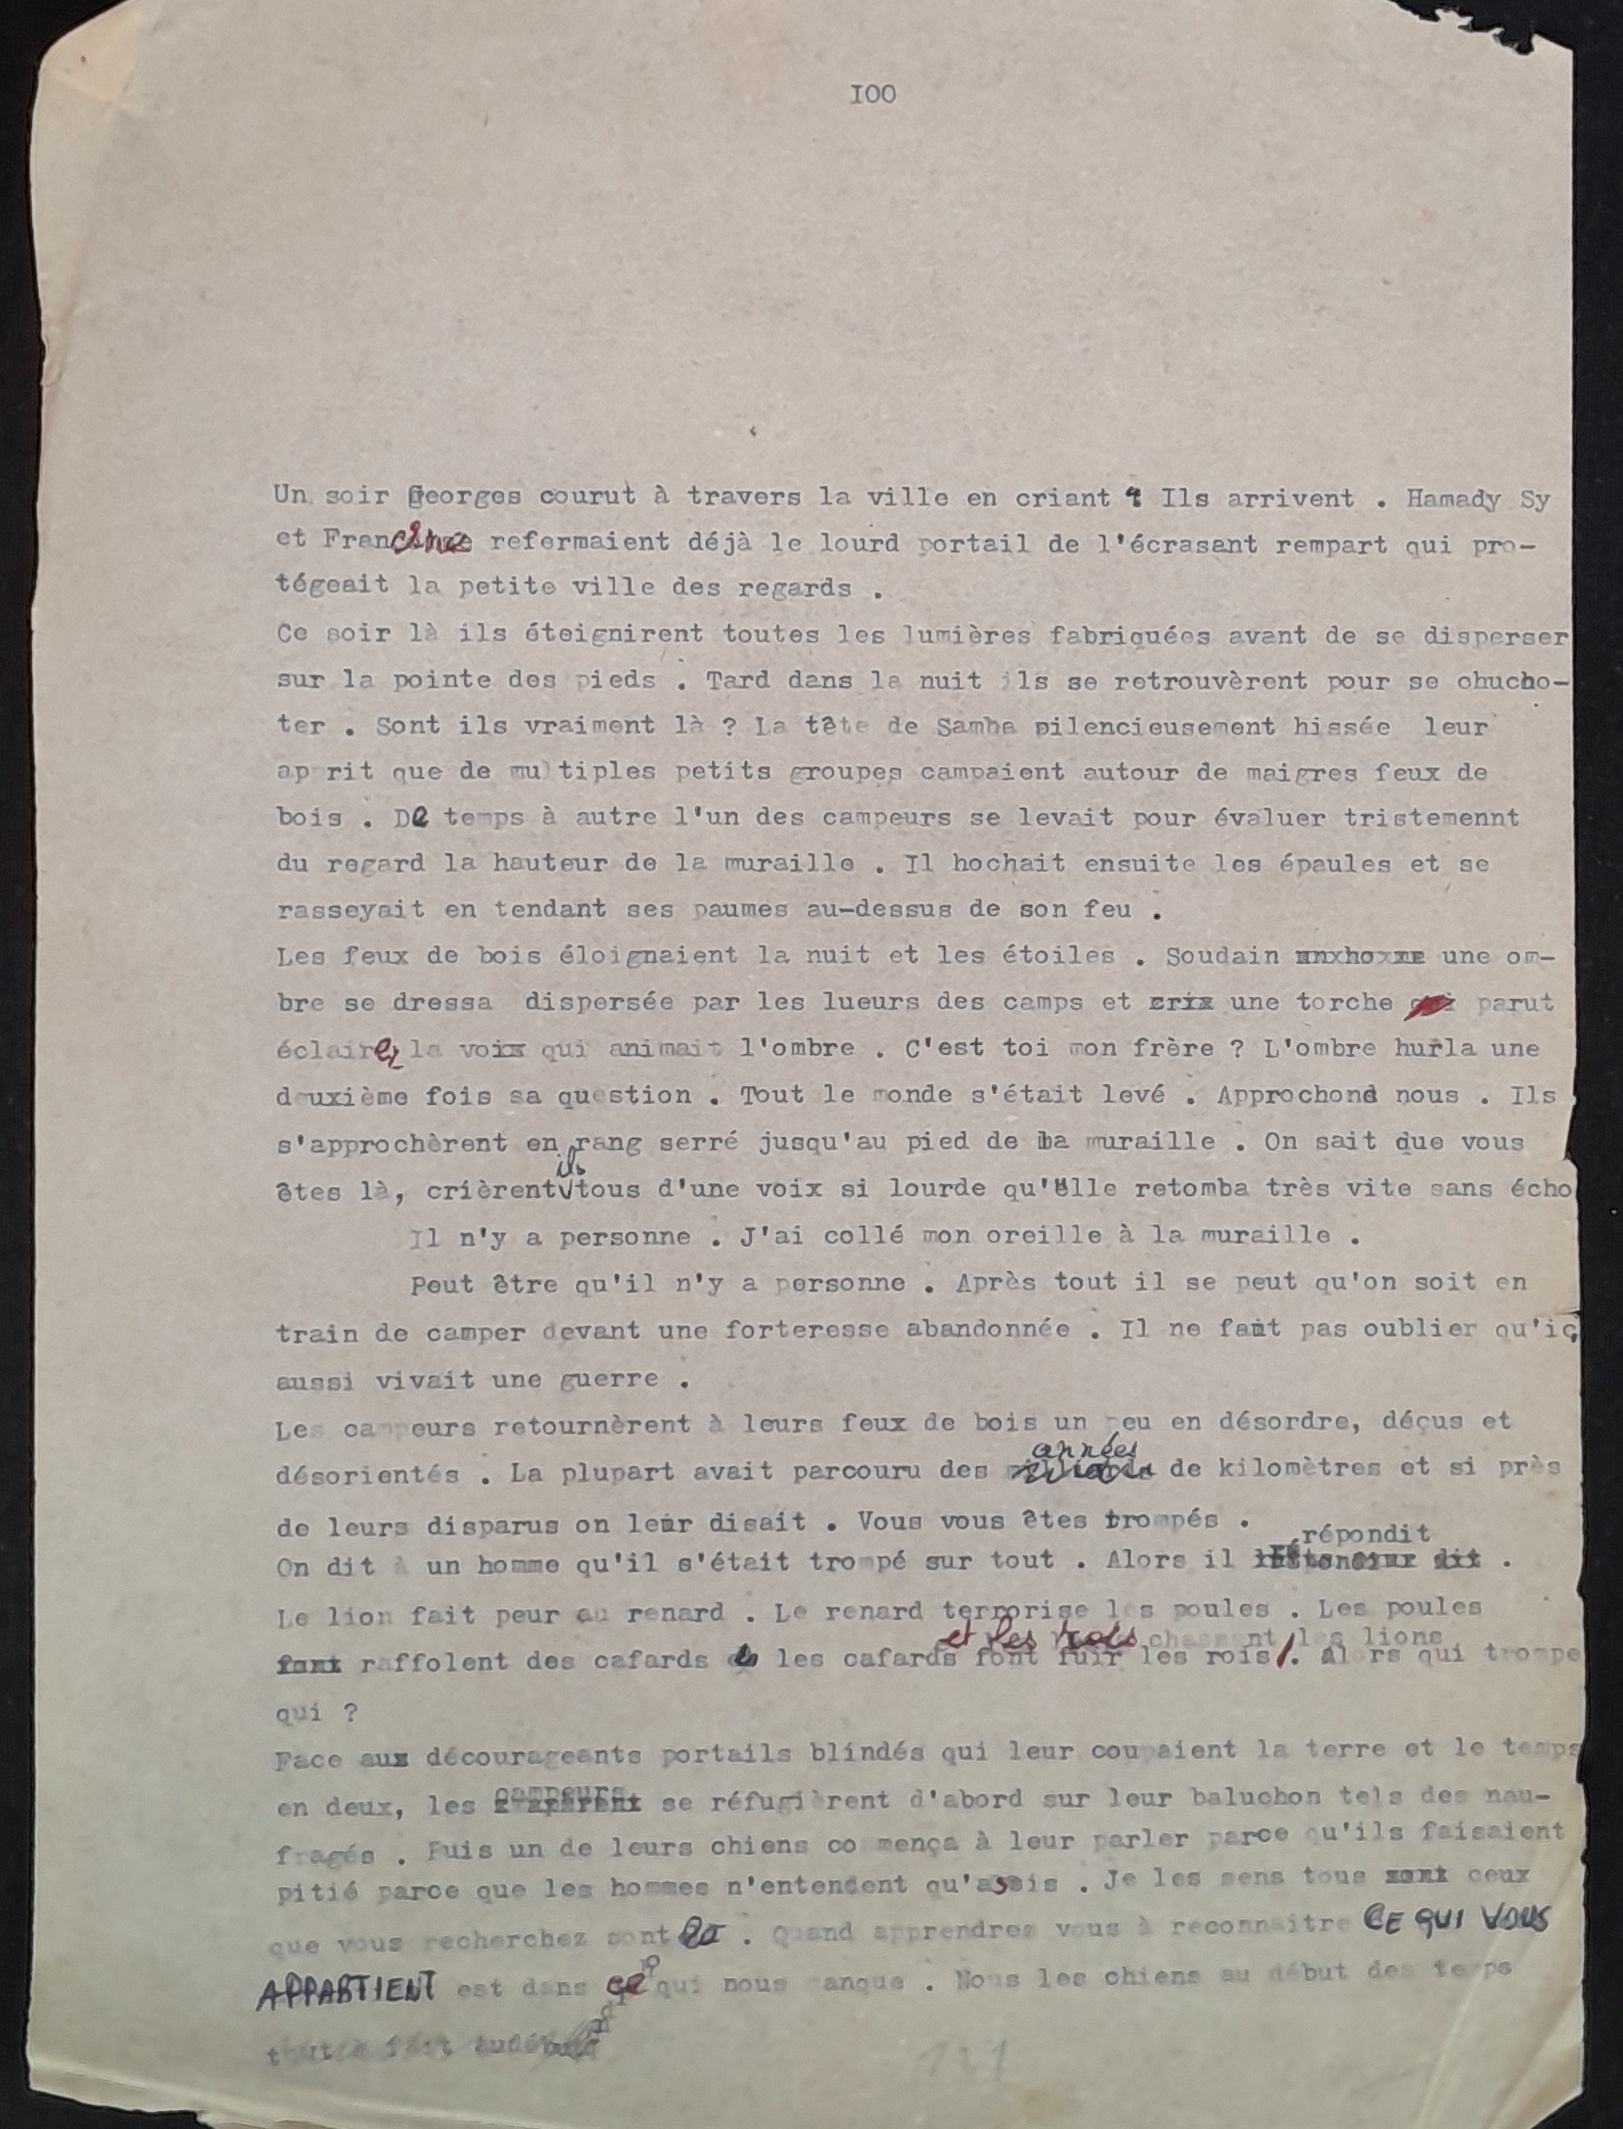 I00
Un soir Georges courut à travers la ville en criant : Ils arrivent . Hamady Sy
et Francine refermaient déjà le lourd portail de l'écrasant rempart qui pro-
tégeait la petite ville des regards .
Ce soir là ils éteignirent toutes les lumières fabriquées avant de se disperser
sur la pointe des pieds . Tard dans la nuit ils se retrouvèrent pour se chucho-
ter . Sont ils vraiment là ? La tête de Samba silencieusement hissée leur
apprit que de multiples petits groupes campaient autour de maigres feux de
bois . De temps à autre l'un des campeurs se levait pour évaluer tristemennt
du regard la hauteur de la muraille . Il hochait ensuite les épaules et se
rasseyait en tendant ses paumes au-dessus de son feu .
Les feux de bois éloignaient la nuit et les étoiles . Soudain une om-
bre se dressa dispersée par les lueurs des camps et une torche parut
éclairer la voix qui animait l'ombre . C'est toi mon frère ? L'ombre hurla une
deuxième fois sa question . Tout le monde s'était levé . Approchons nous . Ils
s'approchèrent en rang serré jusqu'au pied de la muraille . On sait que vous
êtes là, crièrent ils tous d'une voix si lourde qu'elle retomba très vite sans écho
Il n'y a personne . J'ai collé mon oreille à la muraille .
Peut être qu'il n'y a personne . Après tout il se peut qu'on soit en
train de camper devant une forteresse abandonnée . Il ne faut pas oublier qu'ic
aussi vivait une guerre .
Les campeurs retournèrent à leurs feux de bois un peu en désordre, déçus et
désorientés . La plupart avait parcouru des années de kilomètres et si près
de leurs disparus on leur disait . Vous vous êtes trompés .
On dit à un homme qu'il s'était trompé sur tout . Alors il répondit .
Le lion fait peur au renard . Le renard terrorise les poules . Les poules
raffolent des cafards les cafards font fuir les rois et les rois chassent les lions . Alors qui trompe
qui ?
Face aux décourageants portails blindés qui leur coupaient la terre et le temps
en deux, les campeurs se réfugièrent d'abord sur leur baluchon tels des nau-
fragés . Puis un de leurs chiens commença à leur parler parce qu'ils faisaient
pitié parce que les hommes n'entendent qu'assis . Je les sens tous ceux
que vous recherchez sont là . Quand apprendrez vous à reconnaitre CE QUI VOUS
APPARTIENT est dans ce qui nous manque . Nous les chiens au début des temps